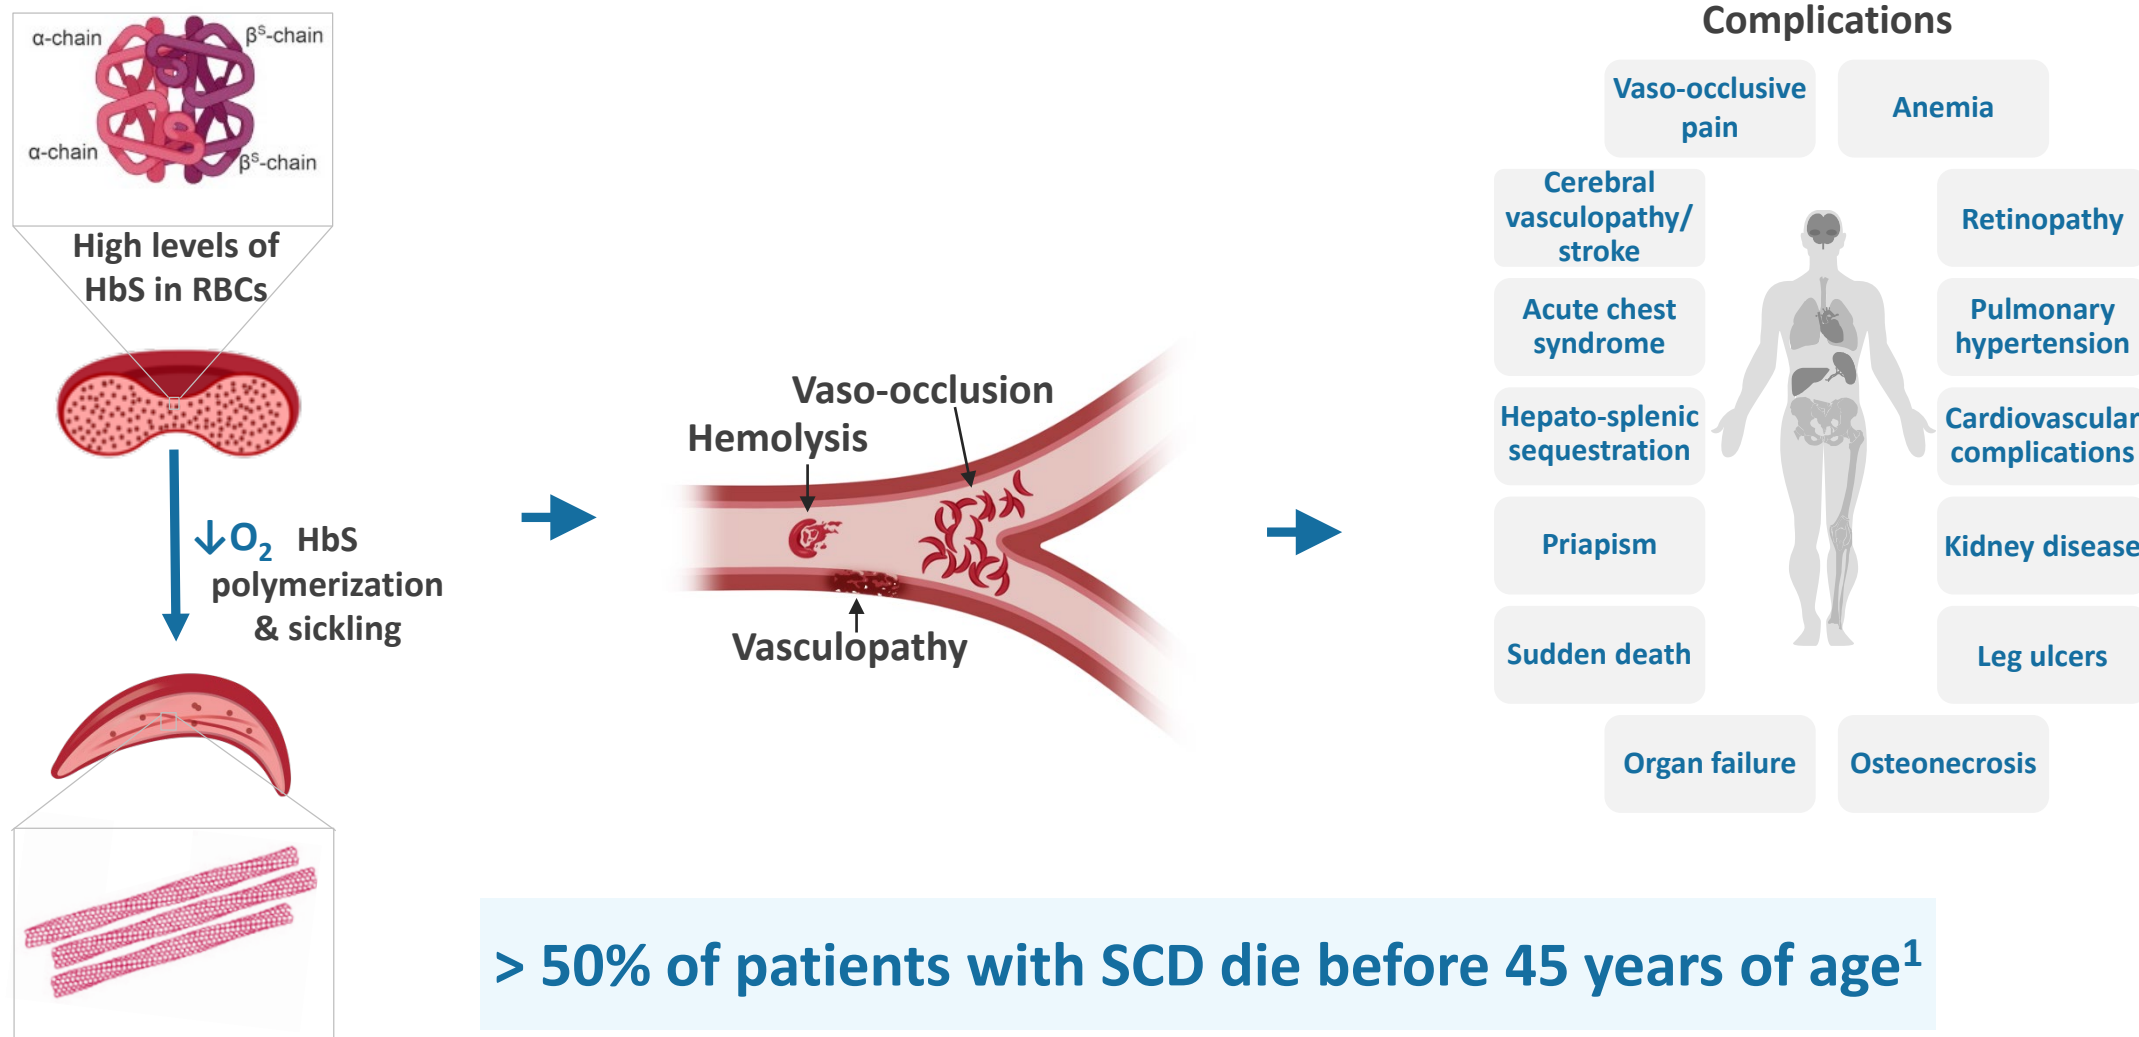 α-chain
βˢ-chain
α-chain
βˢ-chain
High levels of
HbS in RBCs
↓O₂ HbS
polymerization
& sickling
Vaso-occlusion
Hemolysis
Vasculopathy
Complications
Vaso-occlusive
pain
Anemia
Cerebral
vasculopathy/
stroke
Retinopathy
Acute chest
syndrome
Pulmonary
hypertension
Hepato-splenic
sequestration
Cardiovascular
complications
Priapism
Kidney disease
Sudden death
Leg ulcers
Organ failure
Osteonecrosis
> 50% of patients with SCD die before 45 years of age¹